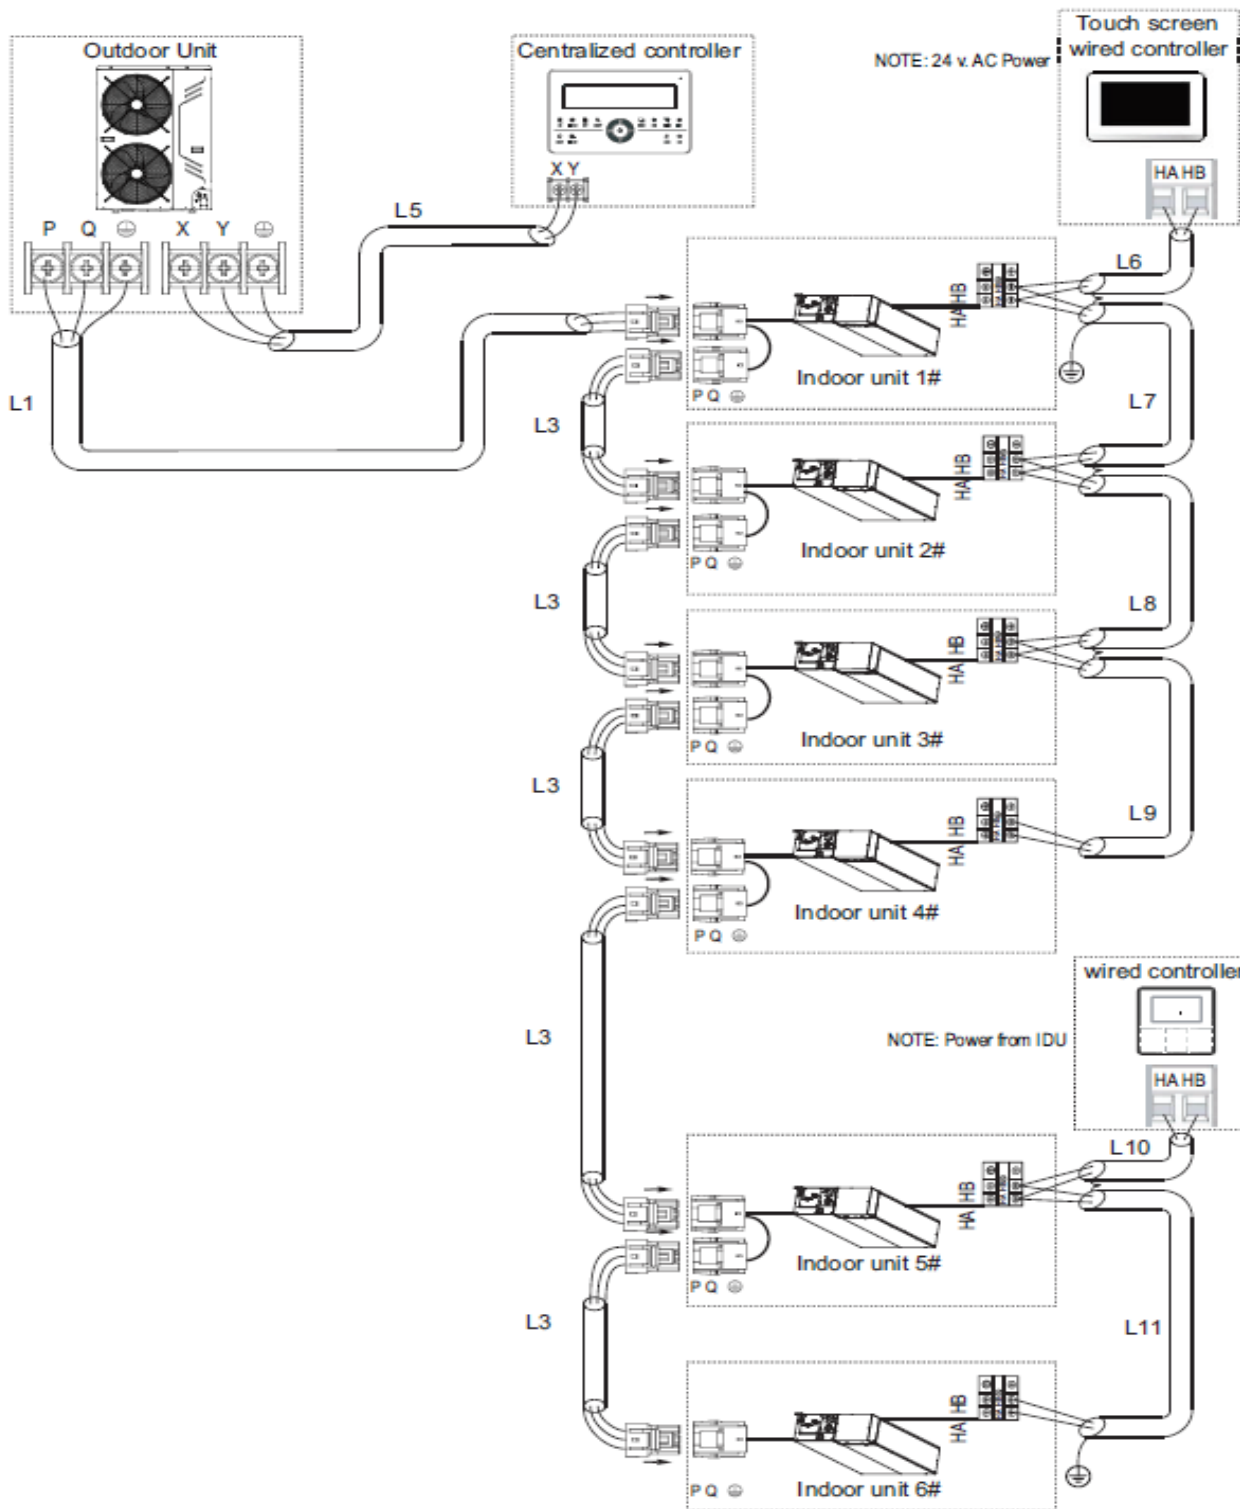 Outdoor Unit
Centralized controller
Touch screen
wired controller
NOTE: 24 v. AC Power
X Y
HA HB
P Q X Y
L5
L6
HA HB
L1
Indoor unit 1#
P Q
L7
L3
HA HB
Indoor unit 2#
P Q
L3
L8
HA HB
Indoor unit 3#
P Q
L3
L9
HA HB
Indoor unit 4#
P Q
wired controller
L3
NOTE: Power from IDU
HA HB
L10
HA HB
Indoor unit 5#
P Q
L3
L11
HA HB
Indoor unit 6#
P Q